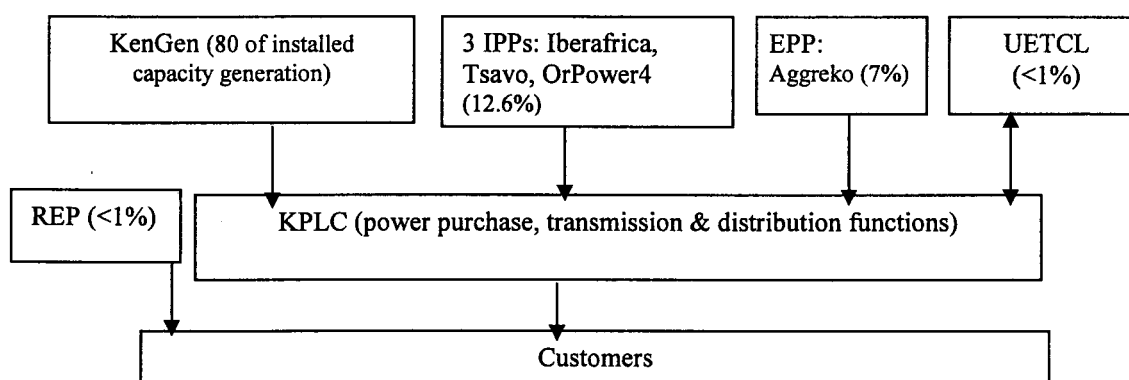 KenGen (80 of installed
capacity generation)
3 IPPs: Iberafrica,
Tsavo, OrPower4
(12.6%)
EPP:
Aggreko (7%)
UETCL
(<1%)
REP (<1%)
KPLC (power purchase, transmission & distribution functions)
Customers